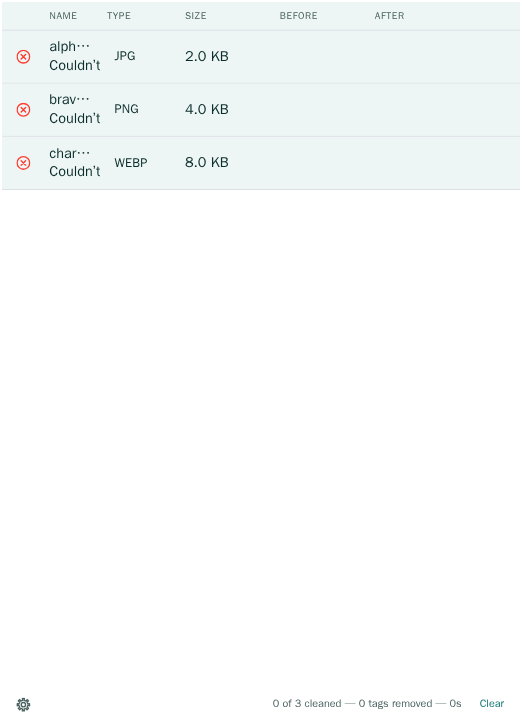 NAME TYPE SIZE BEFORE AFTER
alph···
Couldn't
JPG 2.0 KB
brav···
Couldn't
PNG 4.0 KB
char···
Couldn't
WEBP 8.0 KB
0 of 3 cleaned — 0 tags removed — 0s Clear